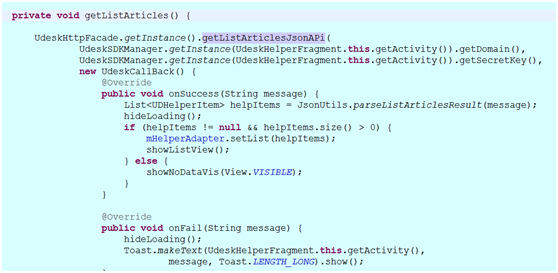 private void getListArticles() {
UdeskHttpFacade.getInstance().getListArticlesJsonAPi(
UdeskSDKManager.getInstance(UdeskHelperFragment.this.getActivity()).getDomain(),
UdeskSDKManager.getInstance(UdeskHelperFragment.this.getActivity()).getSecretKey(),
new UdeskCallBack() {
@Override
public void onSuccess(String message) {
List<UDHelperItem> helpItems = JsonUtils.parseListArticlesResult(message);
hideLoading();
if (helpItems != null && helpItems.size() > 0) {
mHelperAdapter.setList(helpItems);
showListView();
} else {
showNoDataVis(View.VISIBLE);
}
}
@Override
public void onFail(String message) {
hideLoading();
Toast.makeText(UdeskHelperFragment.this.getActivity(),
message, Toast.LENGTH_LONG).show();